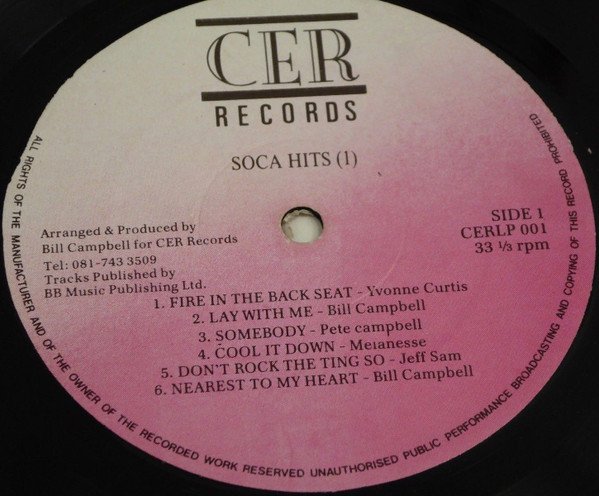 CER
RECORDS
SOCA HITS (1)
Arranged & Produced by
Bill Campbell for CER Records
Tel: 081-743 3509
Tracks Published by
BB Music Publishing Ltd.
SIDE 1
CERLP 001
33 ⅓ rpm
1. FIRE IN THE BACK SEAT - Yvonne Curtis
2. LAY WITH ME - Bill Campbell
3. SOMEBODY - Pete campbell
4. COOL IT DOWN - Melanesse
5. DON'T ROCK THE TING SO - Jeff Sam
6. NEAREST TO MY HEART - Bill Campbell
ALL RIGHTS OF THE MANUFACTURER AND OF THE OWNER OF THE RECORDED WORK RESERVED UNAUTHORISED PUBLIC PERFORMANCE BROADCASTING AND COPYING OF THIS RECORD PROHIBITED